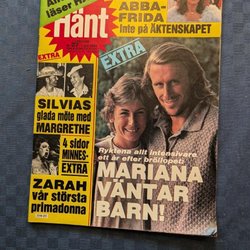 läser H
Hänt
ABBA-
FRIDA
inte på ÄKTENSKAPET
EXTRA
EXTRA
SILVIAS
glada möte med
MARGRETHE
4 sidor
MINNES-
EXTRA
ZARAH
vår största
primadonna
Ryktena allt intensivare
ett år efter bröllopet:
MARIANA
VÄNTAR
BARN!